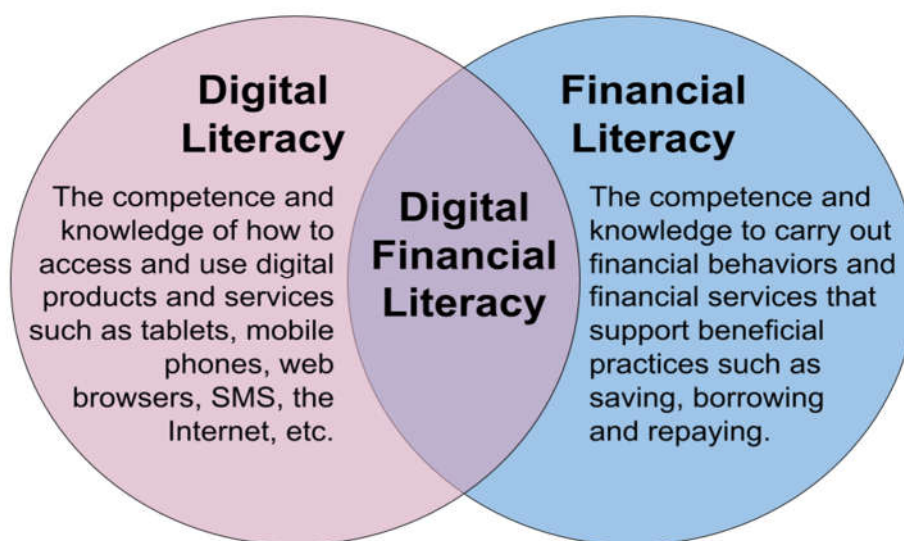 Digital
Literacy
The competence and
knowledge of how to
access and use digital
products and services
such as tablets, mobile
phones, web
browsers, SMS, the
Internet, etc.
Digital
Financial
Literacy
Financial
Literacy
The competence and
knowledge to carry out
financial behaviors and
financial services that
support beneficial
practices such as
saving, borrowing
and repaying.